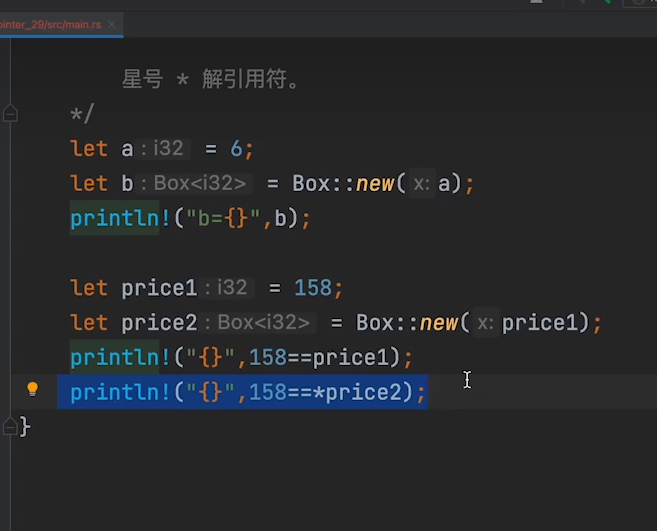 ointer_29/src/main.rs ×
星号 * 解引用符。
*/
let a : i32 = 6;
let b : Box<i32> = Box::new( x: a);
println!("b={}",b);
let price1 : i32 = 158;
let price2 : Box<i32> = Box::new( x: price1);
println!("{}",158==price1);
println!("{}",158==*price2);
}